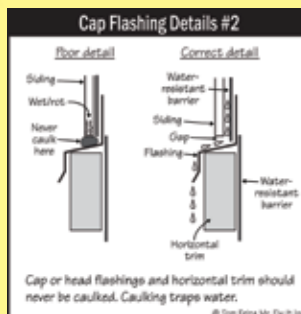 Cap Flashing Details #2
Poor detail
Siding
Wet/rot
Never
caulk
here
Correct detail
Water-
resistant
barrier
Siding
Gap
Flashing
Water-
resistant
barrier
Horizontal
trim
Cap or head flashings and horizontal trim should
never be caulked. Caulking traps water.